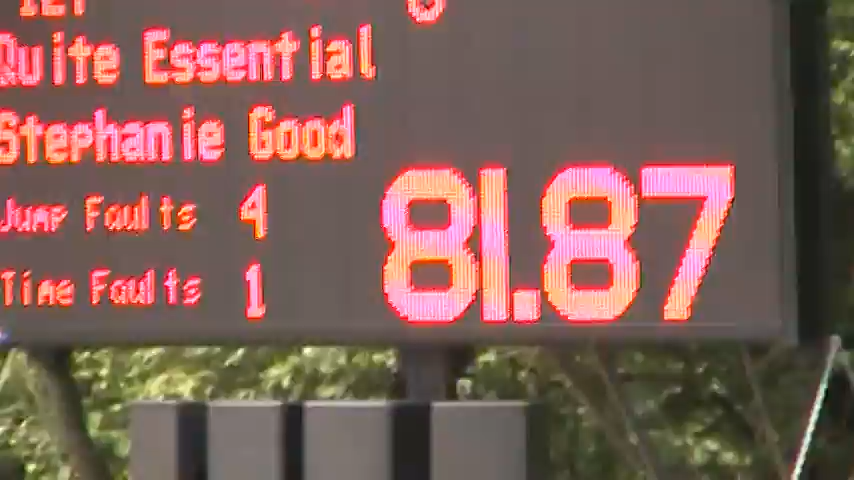 Quite Essential
Stephanie Good
Jump Faults 4
Time Faults 1
81.87